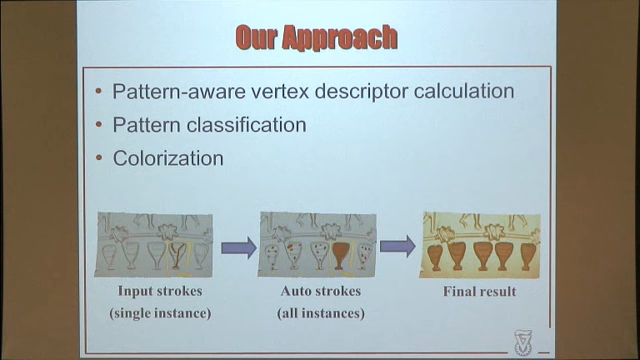 Our Approach
• Pattern-aware vertex descriptor calculation
• Pattern classification
• Colorization
Input strokes
(single instance)
Auto strokes
(all instances)
Final result